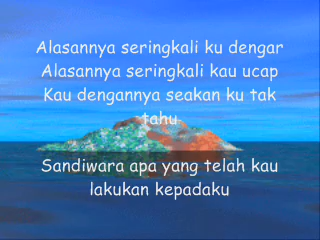 Alasannya seringkali ku dengar
Alasannya seringkali kau ucap
Kau dengannya seakan ku tak
tahu
Sandiwara apa yang telah kau
lakukan kepadaku